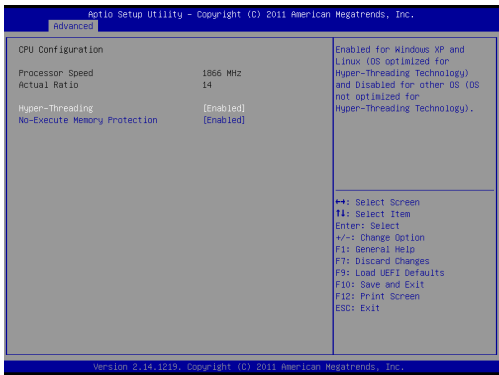 Aptio Setup Utility – Copyright (C) 2011 American Megatrends, Inc.
Advanced
CPU Configuration
Processor Speed 1866 MHz
Actual Ratio 14
Hyper-Threading [Enabled]
No-Execute Memory Protection [Enabled]
Enabled for Windows XP and
Linux (OS optimized for
Hyper-Threading Technology)
and Disabled for other OS (OS
not optimized for
Hyper-Threading Technology).
↔: Select Screen
↑↓: Select Item
Enter: Select
+/-: Change Option
F1: General Help
F7: Discard Changes
F9: Load UEFI Defaults
F10: Save and Exit
F12: Print Screen
ESC: Exit
Version 2.14.1219. Copyright (C) 2011 American Megatrends, Inc.